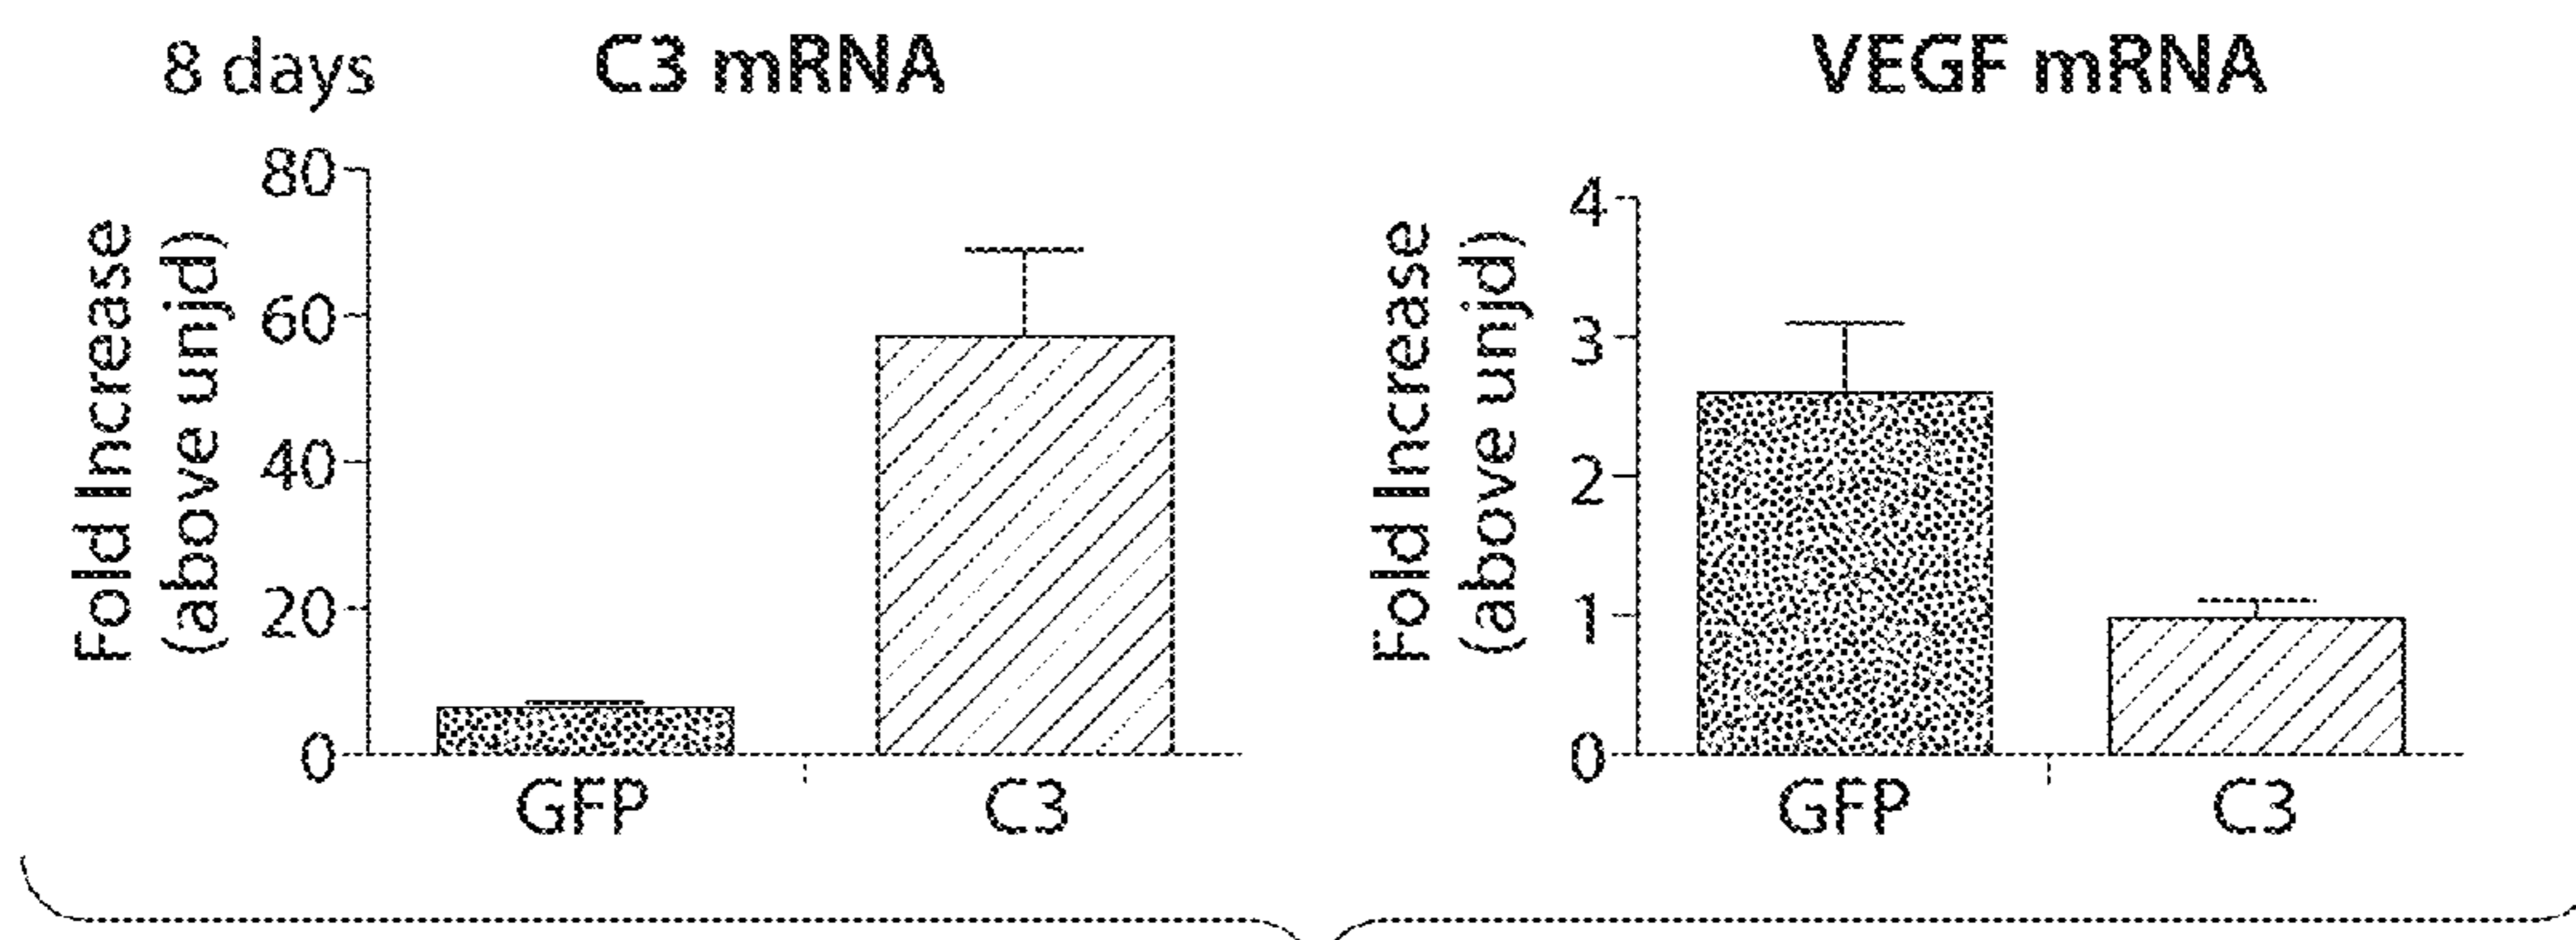 8 days
C3 mRNA
Fold Increase
(above unjd)
80
60
40
20
0
GFP
C3
VEGF mRNA
Fold Increase
(above unjd)
4
3
2
1
0
GFP
C3